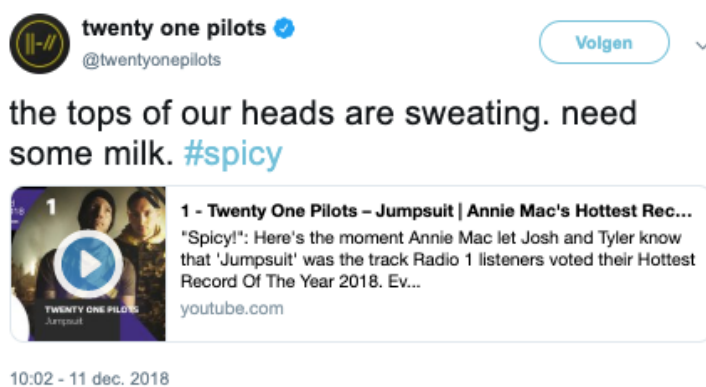 twenty one pilots
Volgen
@twentyonepilots
the tops of our heads are sweating. need
some milk. #spicy
1
18
1 - Twenty One Pilots – Jumpsuit | Annie Mac's Hottest Rec...
"Spicy!": Here's the moment Annie Mac let Josh and Tyler know
that 'Jumpsuit' was the track Radio 1 listeners voted their Hottest
Record Of The Year 2018. Ev...
TWENTY ONE PILOTS
Jumpsuit
youtube.com
10:02 - 11 dec. 2018